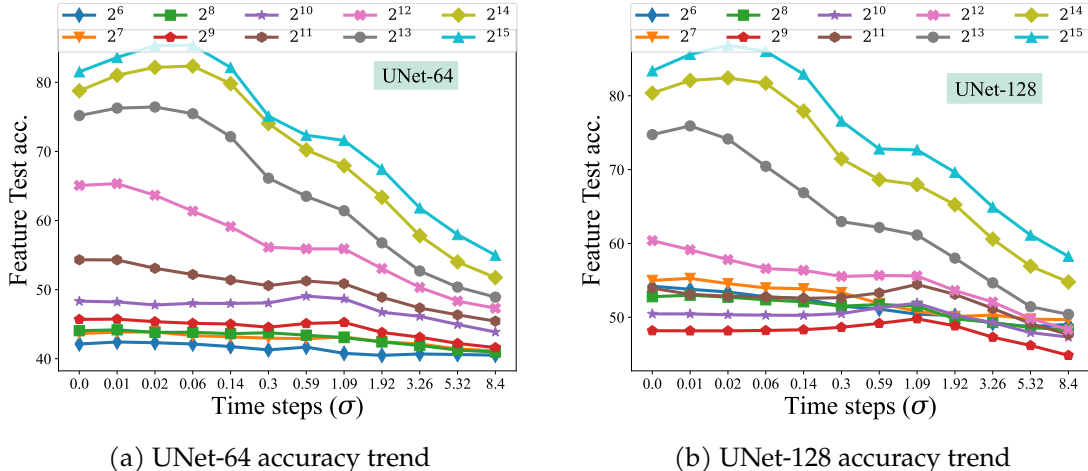 2^6 2^8 2^10 2^12 2^14
2^7 2^9 2^11 2^13 2^15
UNet-64
Feature Test acc.
80
70
60
50
40
0.0 0.01 0.02 0.06 0.14 0.3 0.59 1.09 1.92 3.26 5.32 8.4
Time steps (σ)
(a) UNet-64 accuracy trend
2^6 2^8 2^10 2^12 2^14
2^7 2^9 2^11 2^13 2^15
UNet-128
Feature Test acc.
80
70
60
50
0.0 0.01 0.02 0.06 0.14 0.3 0.59 1.09 1.92 3.26 5.32 8.4
Time steps (σ)
(b) UNet-128 accuracy trend